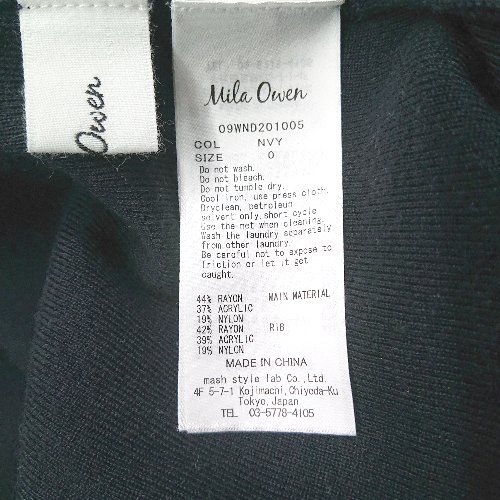 Owen
Mila Owen
09WND201005
COL NVY
SIZE 0
Do not wash.
Do not bleach.
Do not tumble dry.
Cool iron, use press cloth.
Dryclean, petroleum
solvent only,short cycle
Use the net when cleaning.
Wash the laundry separately
from other laundry.
Be careful not to expose to
friction or let it get
caught.
44% RAYON MAIN MATERIAL
37% ACRYLIC
19% NYLON
42% RAYON RIB
39% ACRYLIC
19% NYLON
MADE IN CHINA
mash style lab Co.,Ltd.
4F 5-7-1 Kojimachi,Chiyoda-Ku
Tokyo,Japan
TEL 03-5778-4105